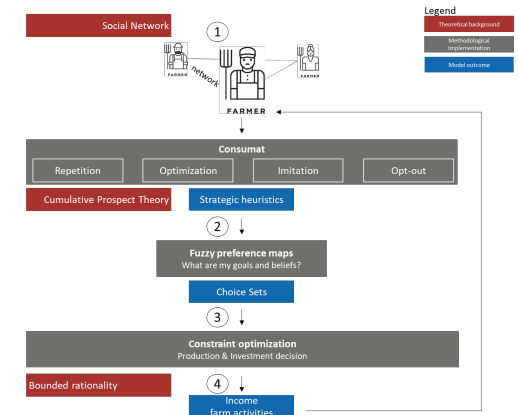 Legend
Theoretical background
Methodological
Implementation
Model outcome
Social Network
1
network
FARMER
FARMER
FARMER
Consumat
Repetition
Optimization
Imitation
Opt-out
Cumulative Prospect Theory
Strategic heuristics
2
Fuzzy preference maps
What are my goals and beliefs?
Choice Sets
3
Constraint optimization
Production & Investment decision
Bounded rationality
4
Income
farm activities